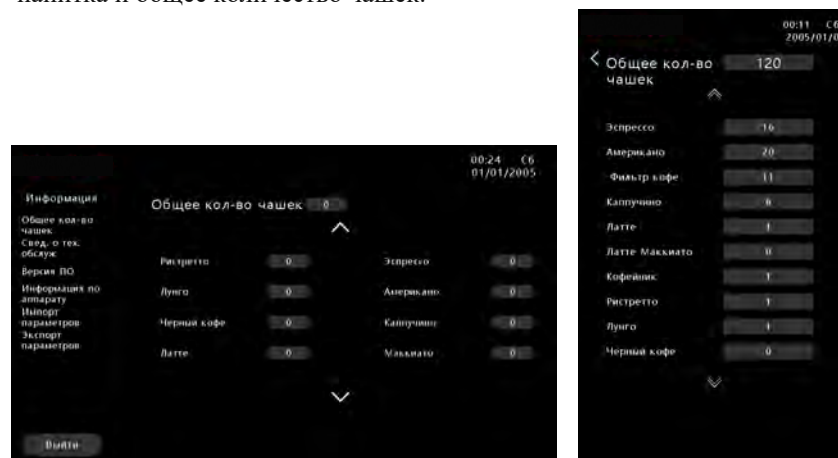 напитка и общее количество чашек.
00:24 C6
01/01/2005
Информация
Общее кол-во
чашек
Свед. о тех.
обслуж
Версия ПО
Информация по
аппарату
Импорт
параметров
Экспорт
параметров
Выйти
Общее кол-во чашек 0
Ристретто 0 Эспрессо 0
Лунго 0 Американо 0
Черный кофе 0 Каппучино 0
Латте 0 Маккиато 0
00:11 C6
2005/01/0
Общее кол-во 120
чашек
Эспрессо 16
Американо 20
Фильтр кофе 11
Каппучино 6
Латте 1
Латте Маккиато 0
Кофейник 1
Ристретто 1
Лунго 1
Черный кофе 0